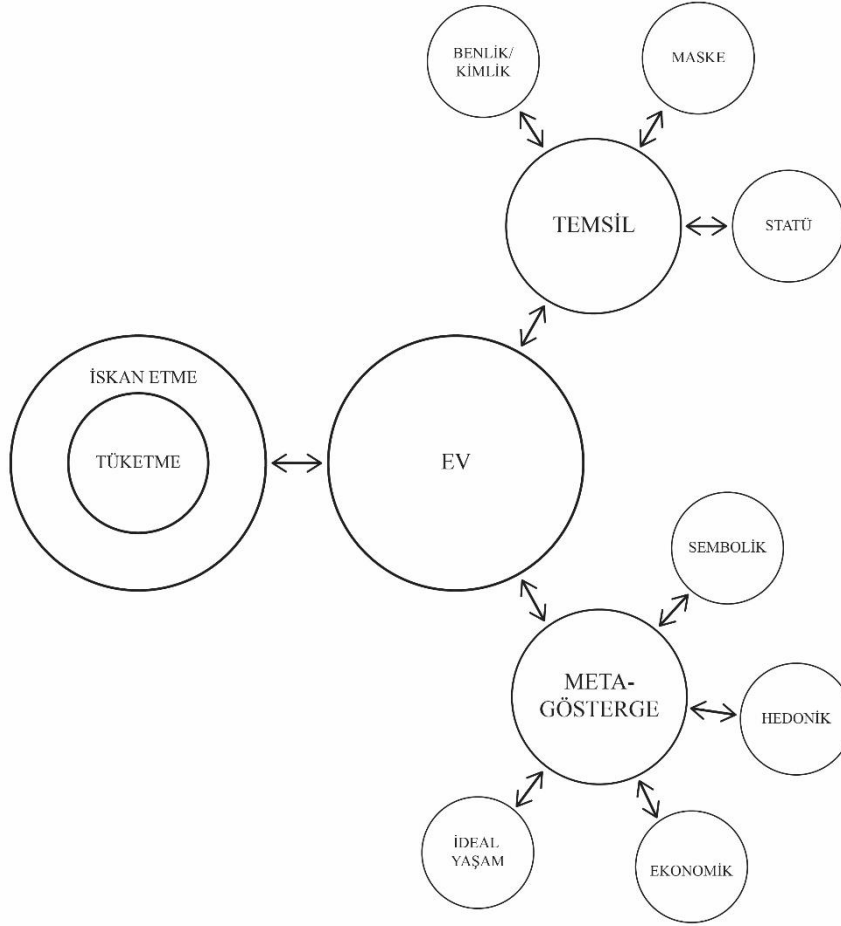 BENLİK/
KİMLİK
MASKE
TEMSİL
STATÜ
İSKAN ETME
TÜKETME
EV
SEMBOLİK
META-
GÖSTERGE
HEDONİK
İDEAL
YAŞAM
EKONOMİK